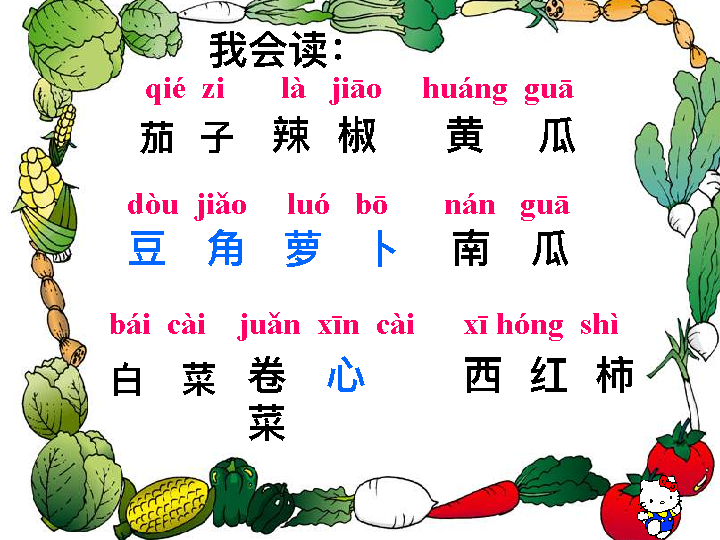 我会读：
qié zi là jiāo huáng guā
茄 子 辣 椒 黄 瓜
dòu jiǎo luó bō nán guā
豆 角 萝 卜 南 瓜
bái cài juǎn xīn cài xī hóng shì
白 菜 卷 心 西 红 柿
菜